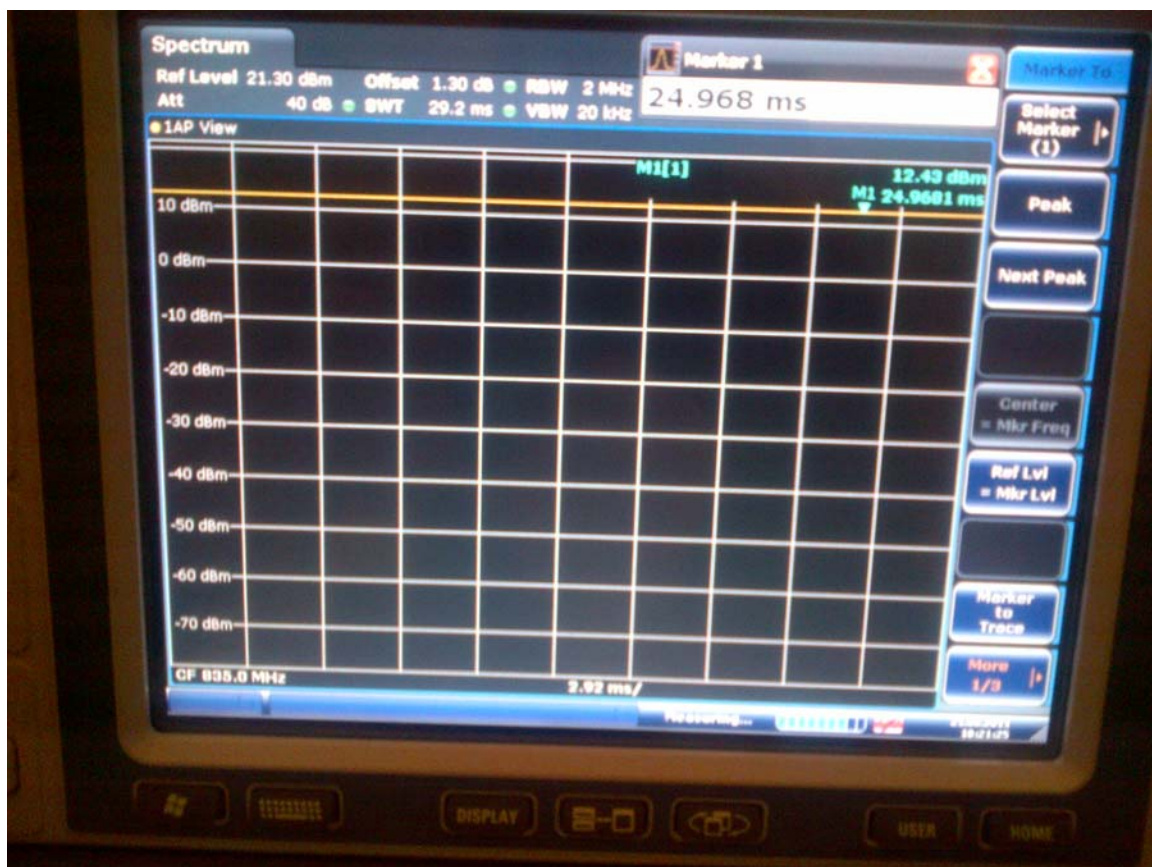 Spectrum
Ref Level 21.30 dBm Offset 1.30 dB RBW 2 MHz
Att 40 dB SWT 29.2 ms VBW 20 kHz
1AP View
Marker 1
24.968 ms
M1[1] 12.43 dBm
M1 24.9681 ms
10 dBm
0 dBm
-10 dBm
-20 dBm
-30 dBm
-40 dBm
-50 dBm
-60 dBm
-70 dBm
CF 835.0 MHz 2.92 ms/
Measuring...
10:21:25
Marker To
Select
Marker
(1)
Peak
Next Peak
Center
= Mkr Freq
Ref Lvl
= Mkr Lvl
Marker
to
Trace
More
1/3
DISPLAY
USER
HOME